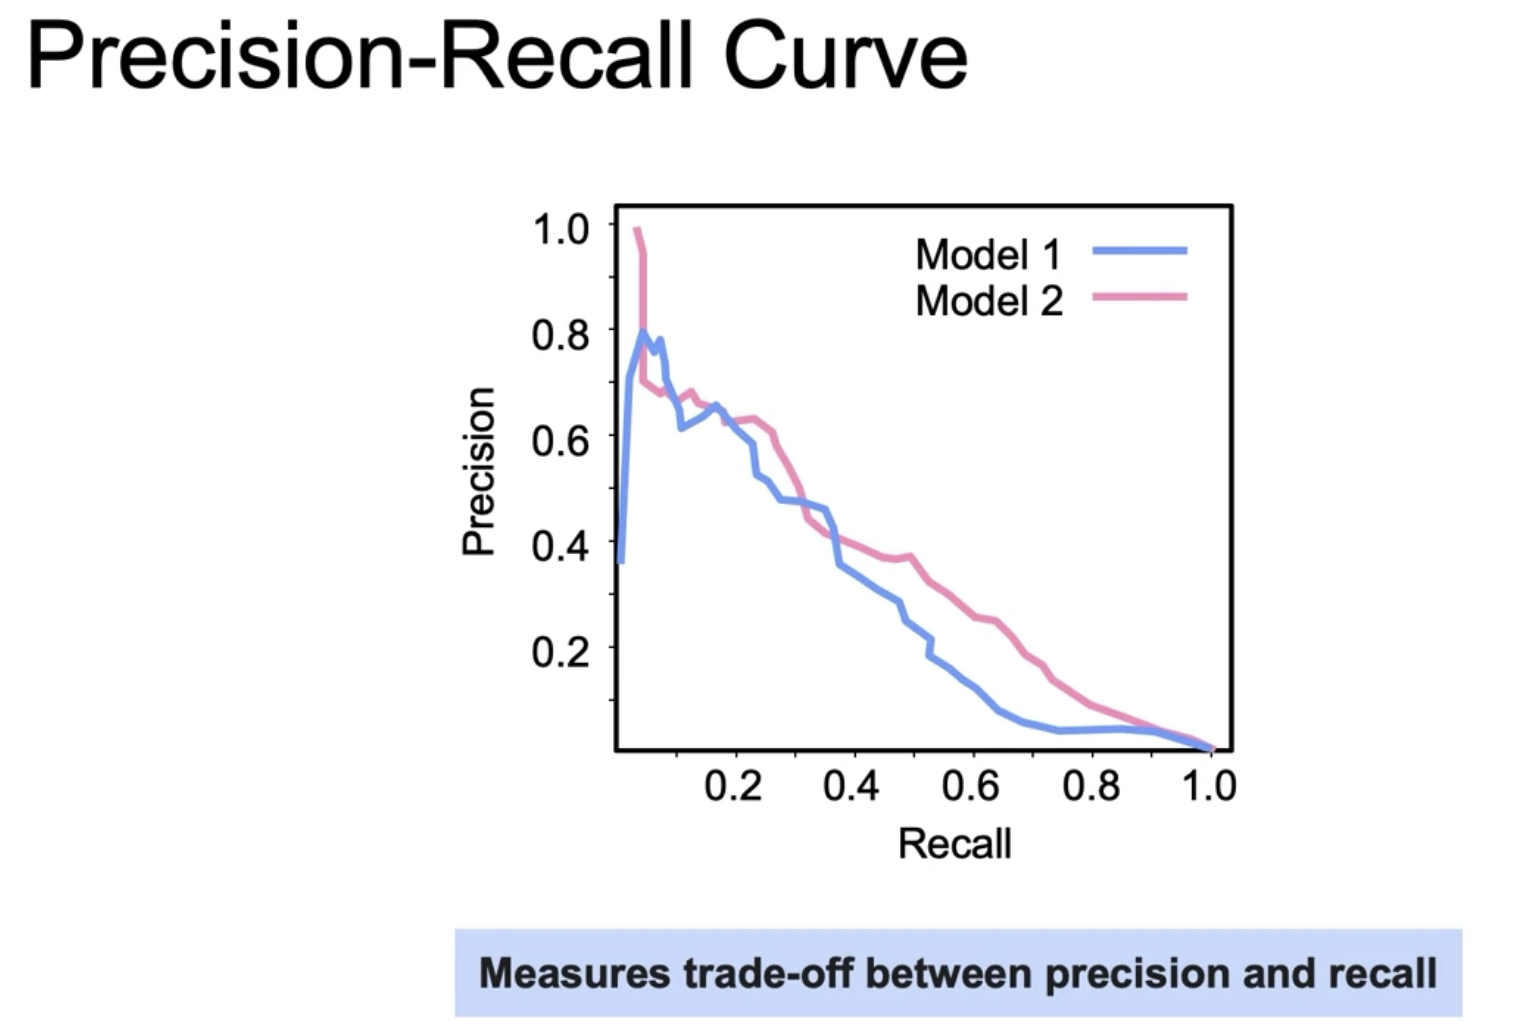 Precision-Recall Curve
Model 1
Model 2
1.0
0.8
0.6
0.4
0.2
Precision
0.2 0.4 0.6 0.8 1.0
Recall
Measures trade-off between precision and recall